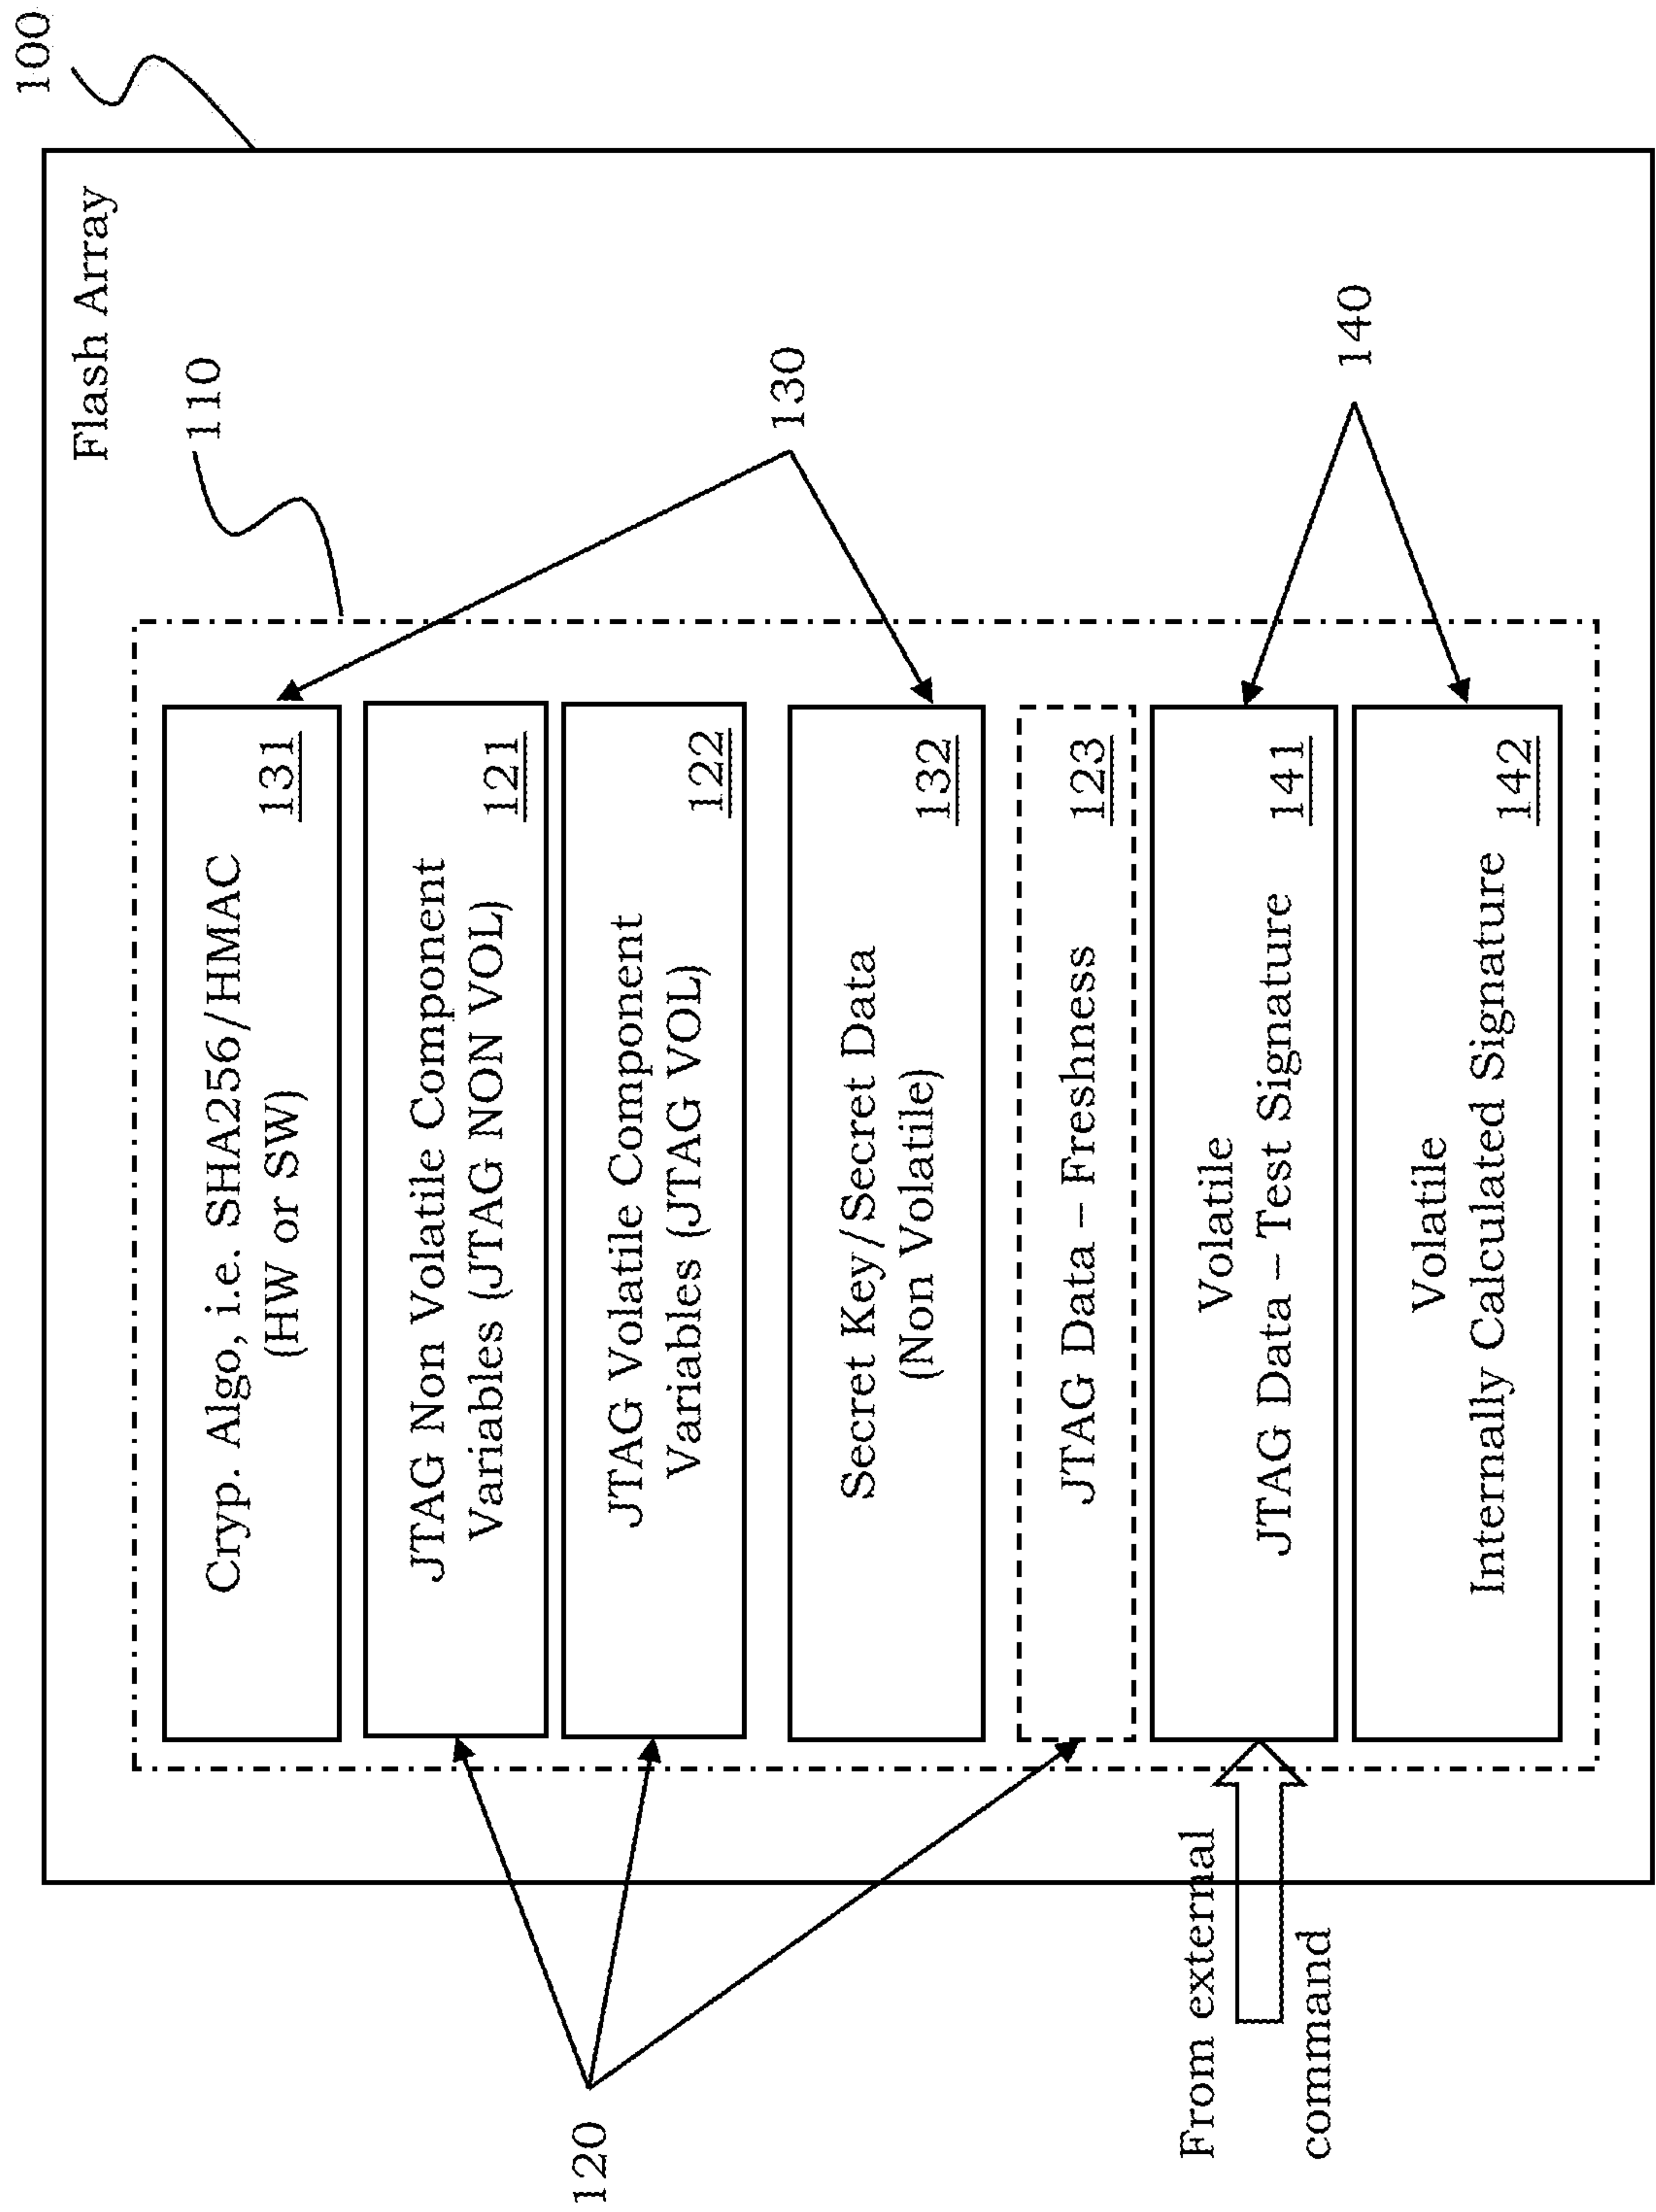 100
Flash Array
110
Cryp. Algo, i.e. SHA256/HMAC
(HW or SW)
131
JTAG Non Volatile Component
Variables (JTAG NON VOL)
121
JTAG Volatile Component
Variables (JTAG VOL)
122
130
Secret Key/Secret Data
(Non Volatile)
132
120
JTAG Data – Freshness
123
Volatile
JTAG Data – Test Signature
141
From external
command
140
Volatile
Internally Calculated Signature
142